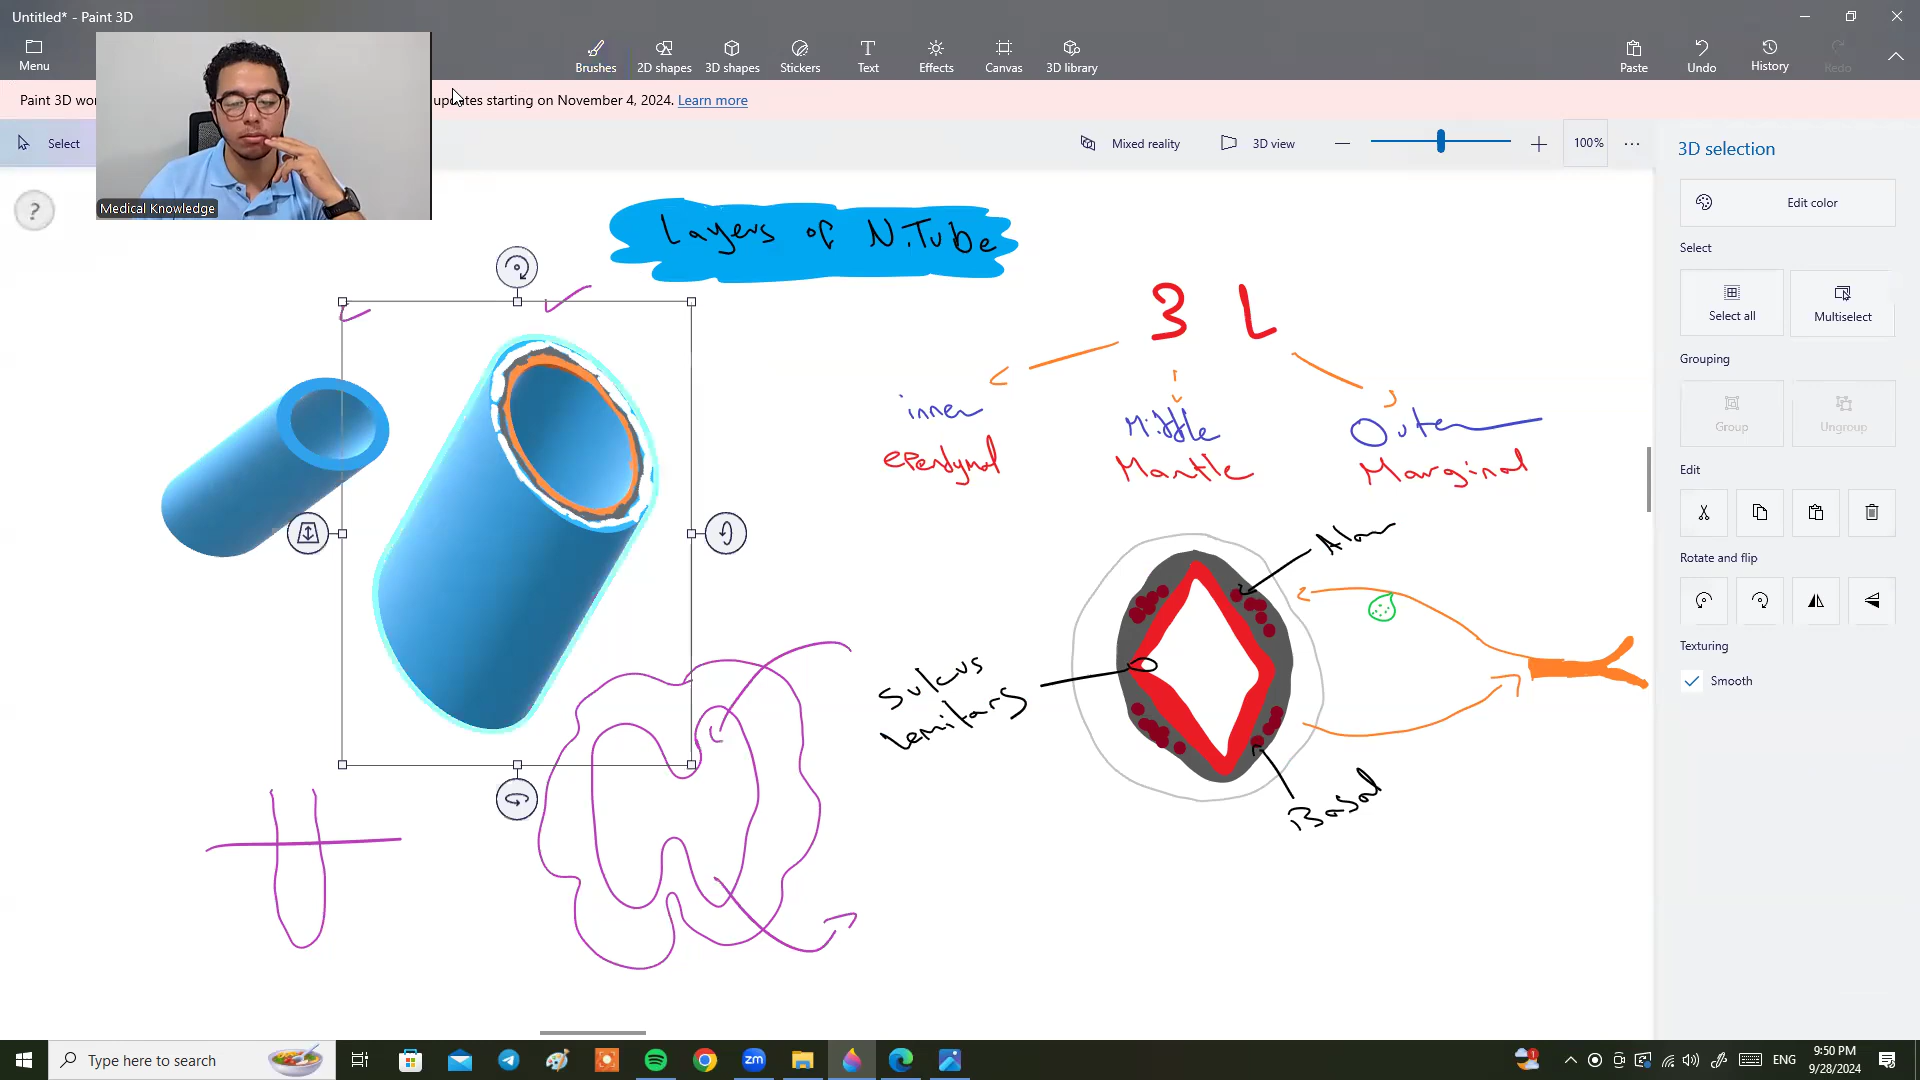 Untitled* - Paint 3D
Menu
Brushes
2D shapes
3D shapes
Stickers
Text
Effects
Canvas
3D library
Paste
Undo
History
Redo
Paint 3D wor
updates starting on November 4, 2024. Learn more
Select
Mixed reality
3D view
100%
3D selection
Medical Knowledge
?
Edit color
Select
Select all
Multiselect
Grouping
Group
Ungroup
Edit
Rotate and flip
Texturing
Smooth
Layers of N.Tube
3 L
inner
Middle
Outer
ependymal
Mantle
Marginal
Alar
Sulcus
Basal
Type here to search
zm
1
ENG
9:50 PM
9/28/2024